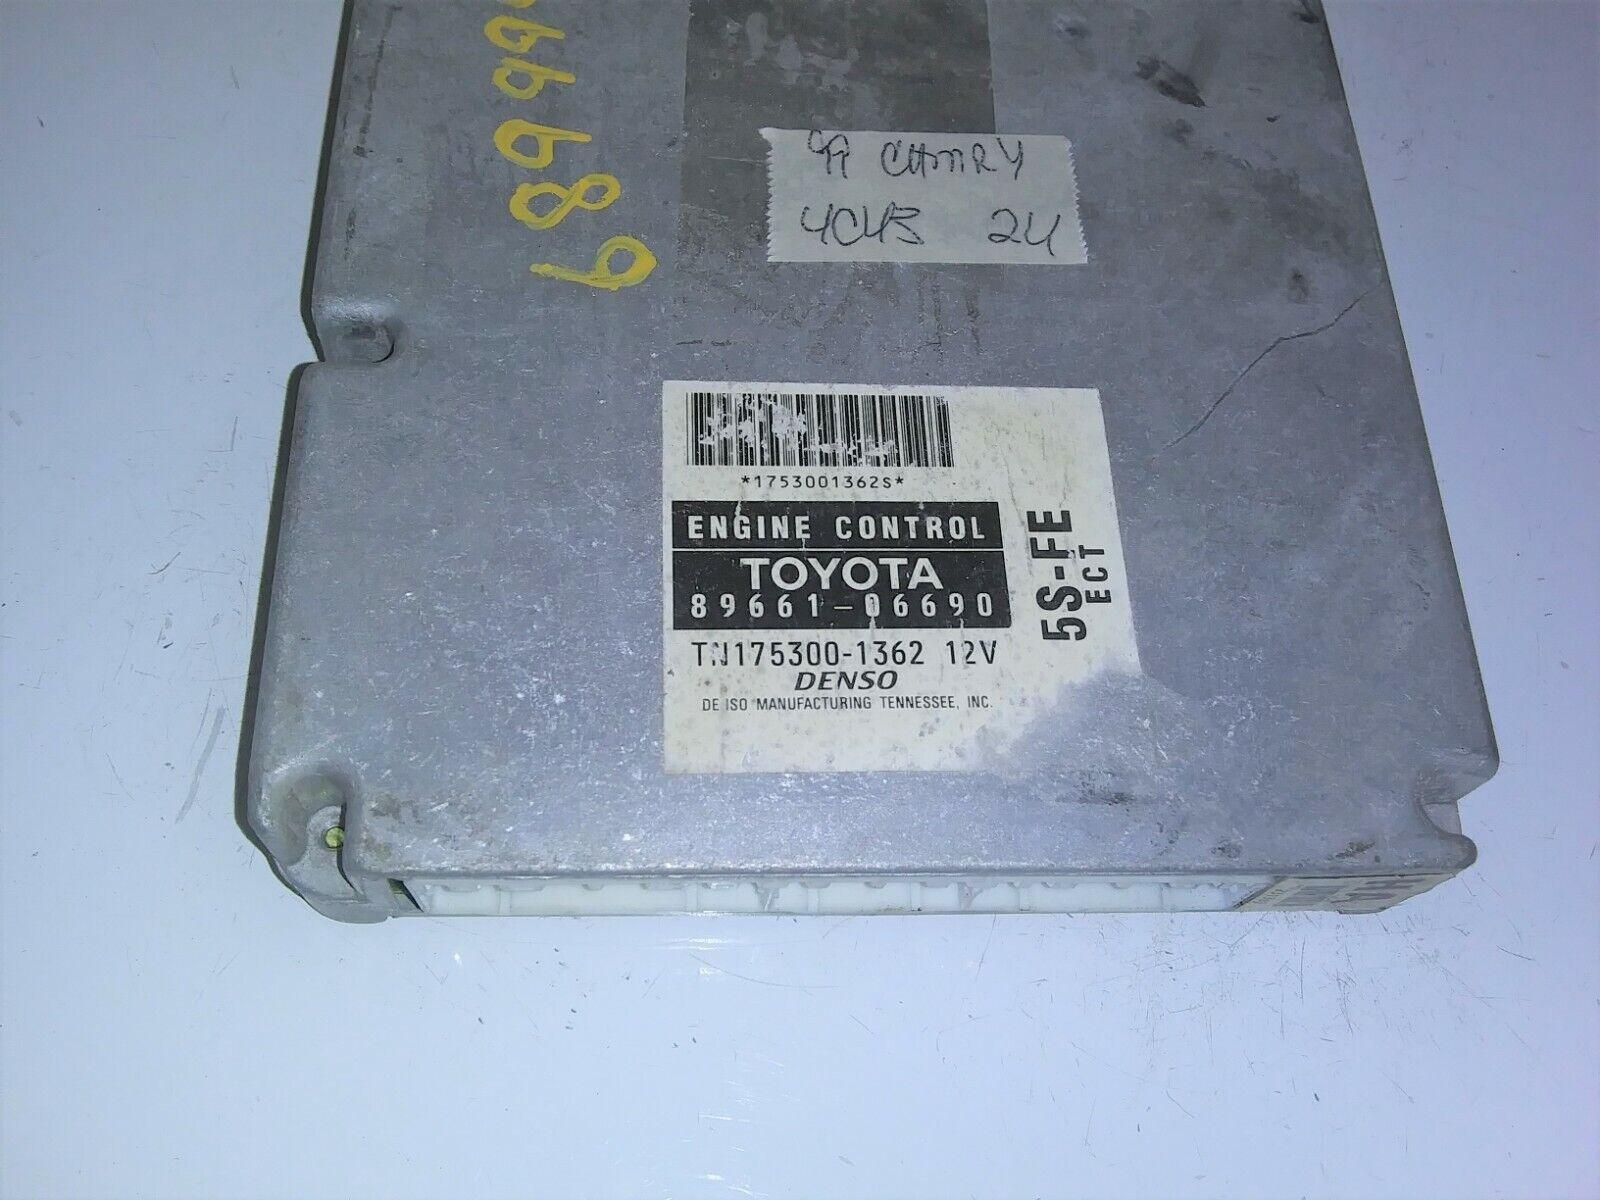 '99 CAMRY
4C45 24
*1753001362S*
ENGINE CONTROL
TOYOTA
89661-06690
TN175300-1362 12V
DENSO
DENSO MANUFACTURING TENNESSEE, INC.
5S-FE
ECT